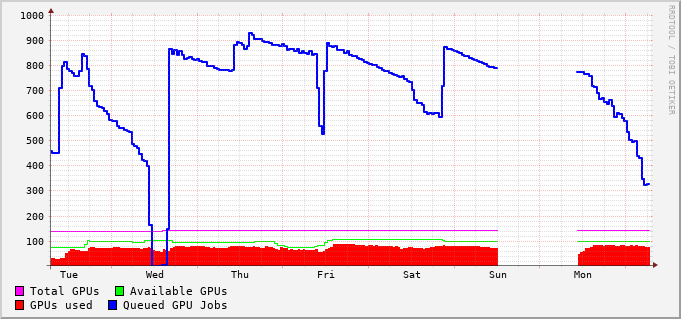 1000
900
800
700
600
500
400
300
200
100
Tue Wed Thu Fri Sat Sun Mon
Total GPUs Available GPUs
GPUs used Queued GPU Jobs
RRDTOOL / TOBI OETIKER